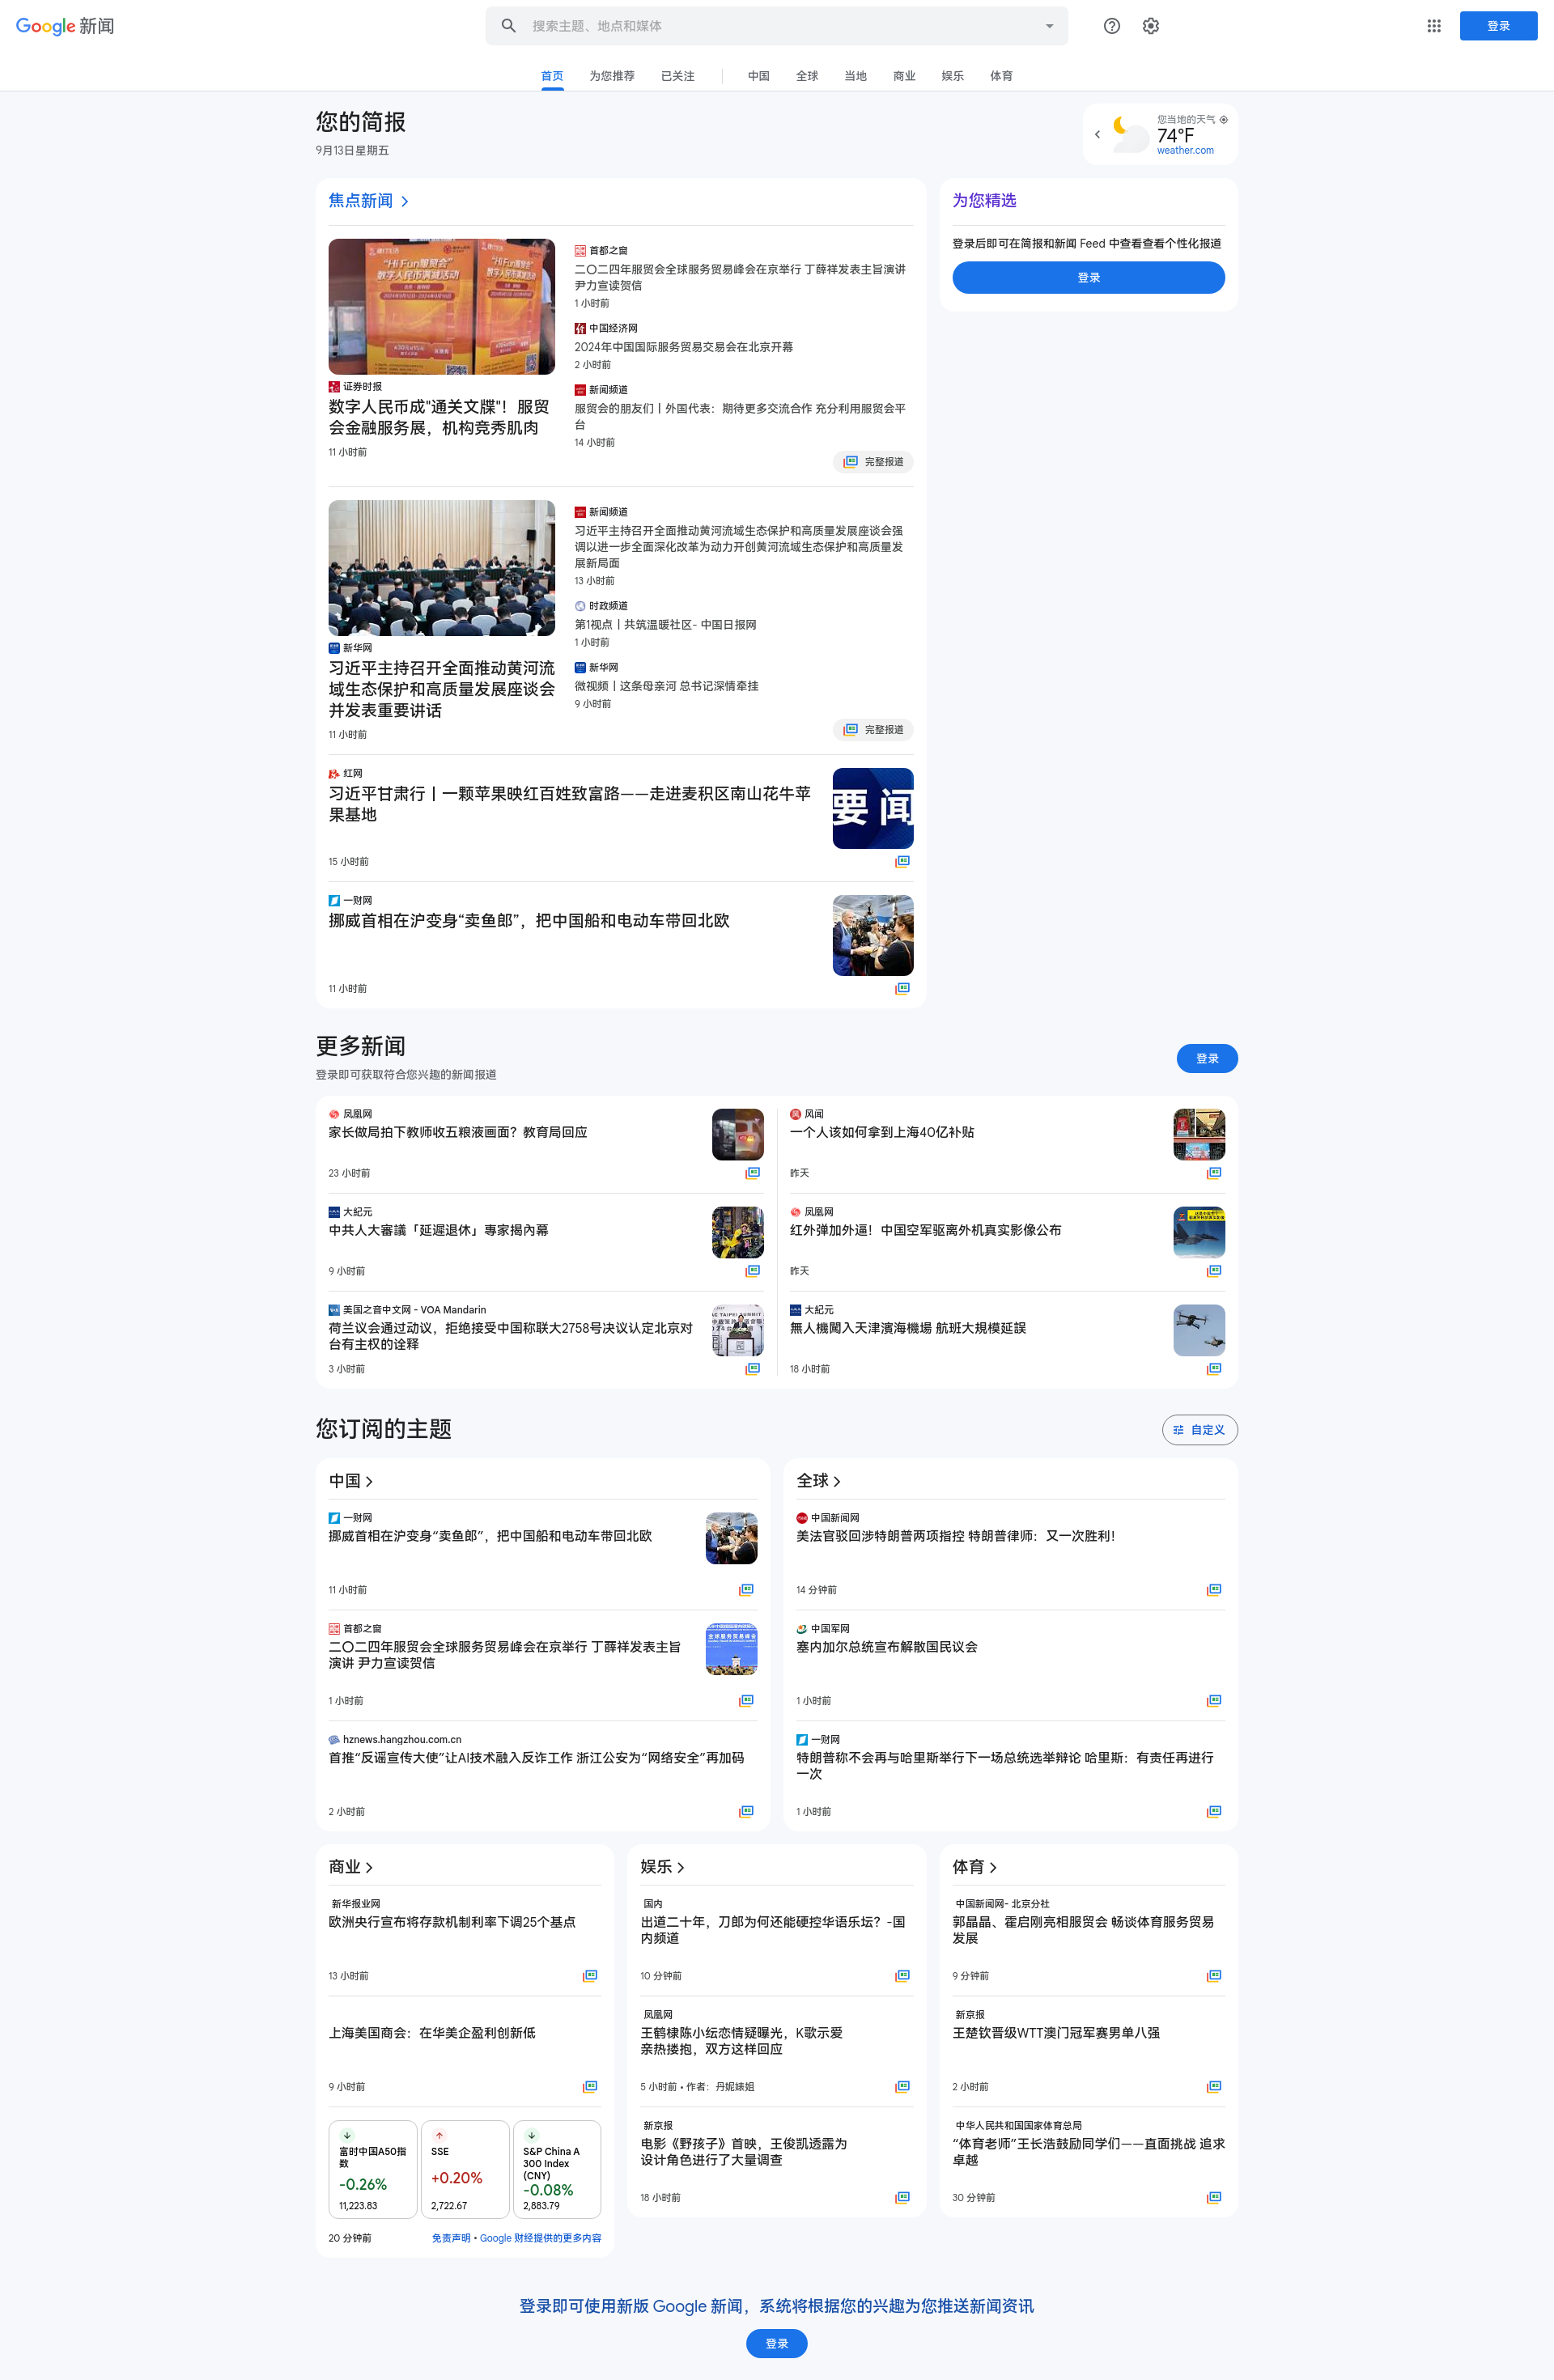 Google 新闻
搜索主题、地点和媒体
登录
首页
为您推荐
已关注
中国
全球
当地
商业
娱乐
体育
您的简报
9月13日星期五
您当地的天气
74°F
weather.com
焦点新闻
证券时报
数字人民币成"通关文牒"！服贸
会金融服务展，机构竞秀肌肉
11 小时前
首都之窗
二〇二四年服贸会全球服务贸易峰会在京举行 丁薛祥发表主旨演讲
尹力宣读贺信
1 小时前
中国经济网
2024年中国国际服务贸易交易会在北京开幕
2 小时前
新闻频道
服贸会的朋友们丨外国代表：期待更多交流合作 充分利用服贸会平
台
14 小时前
完整报道
新华网
习近平主持召开全面推动黄河流
域生态保护和高质量发展座谈会
并发表重要讲话
11 小时前
新闻频道
习近平主持召开全面推动黄河流域生态保护和高质量发展座谈会强
调以进一步全面深化改革为动力开创黄河流域生态保护和高质量发
展新局面
13 小时前
时政频道
第1视点丨共筑温暖社区- 中国日报网
1 小时前
新华网
微视频丨这条母亲河 总书记深情牵挂
9 小时前
完整报道
红网
习近平甘肃行丨一颗苹果映红百姓致富路——走进麦积区南山花牛苹
果基地
15 小时前
要闻
一财网
挪威首相在沪变身“卖鱼郎”，把中国船和电动车带回北欧
11 小时前
为您精选
登录后即可在简报和新闻 Feed 中查看查看个性化报道
登录
更多新闻
登录即可获取符合您兴趣的新闻报道
登录
凤凰网
家长做局拍下教师收五粮液画面？教育局回应
23 小时前
风闻
一个人该如何拿到上海40亿补贴
昨天
大紀元
中共人大審議「延遲退休」專家揭內幕
9 小时前
凤凰网
红外弹加外逼！中国空军驱离外机真实影像公布
昨天
美国之音中文网 - VOA Mandarin
荷兰议会通过动议，拒绝接受中国称联大2758号决议认定北京对
台有主权的诠释
3 小时前
大紀元
無人機闖入天津濱海機場 航班大規模延誤
18 小时前
您订阅的主题
自定义
中国
一财网
挪威首相在沪变身“卖鱼郎”，把中国船和电动车带回北欧
11 小时前
首都之窗
二〇二四年服贸会全球服务贸易峰会在京举行 丁薛祥发表主旨
演讲 尹力宣读贺信
1 小时前
hznews.hangzhou.com.cn
首推“反谣宣传大使”让AI技术融入反诈工作 浙江公安为“网络安全”再加码
2 小时前
全球
中国新闻网
美法官驳回涉特朗普两项指控 特朗普律师：又一次胜利！
14 分钟前
中国军网
塞内加尔总统宣布解散国民议会
1 小时前
一财网
特朗普称不会再与哈里斯举行下一场总统选举辩论 哈里斯：有责任再进行
一次
1 小时前
商业
新华报业网
欧洲央行宣布将存款机制利率下调25个基点
13 小时前
上海美国商会：在华美企盈利创新低
9 小时前
富时中国A50指
数
-0.26%
11,223.83
SSE
+0.20%
2,722.67
S&P China A
300 Index
(CNY)
-0.08%
2,883.79
20 分钟前
免责声明 • Google 财经提供的更多内容
娱乐
国内
出道二十年，刀郎为何还能硬控华语乐坛？-国
内频道
10 分钟前
凤凰网
王鹤棣陈小纭恋情疑曝光，K歌示爱
亲热搂抱，双方这样回应
5 小时前 • 作者：丹妮婊姐
新京报
电影《野孩子》首映，王俊凯透露为
设计角色进行了大量调查
18 小时前
体育
中国新闻网- 北京分社
郭晶晶、霍启刚亮相服贸会 畅谈体育服务贸易
发展
9 分钟前
新京报
王楚钦晋级WTT澳门冠军赛男单八强
2 小时前
中华人民共和国国家体育总局
“体育老师”王长浩鼓励同学们——直面挑战 追求
卓越
30 分钟前
登录即可使用新版 Google 新闻，系统将根据您的兴趣为您推送新闻资讯
登录